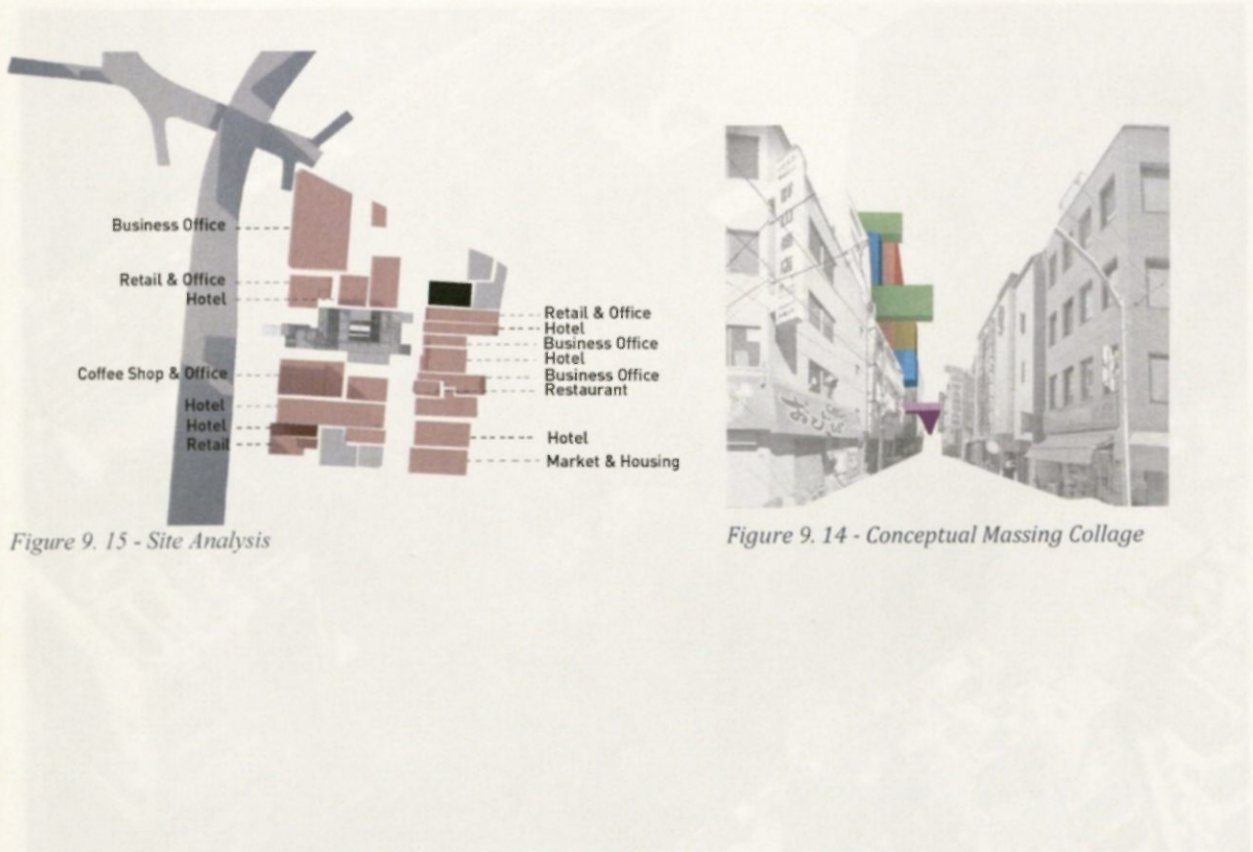 Business Office
Retail & Office
Hotel
Coffee Shop & Office
Hotel
Hotel
Retail
Retail & Office
Hotel
Business Office
Hotel
Business Office
Restaurant
Hotel
Market & Housing
Figure 9. 15 - Site Analysis
Figure 9. 14 - Conceptual Massing Collage